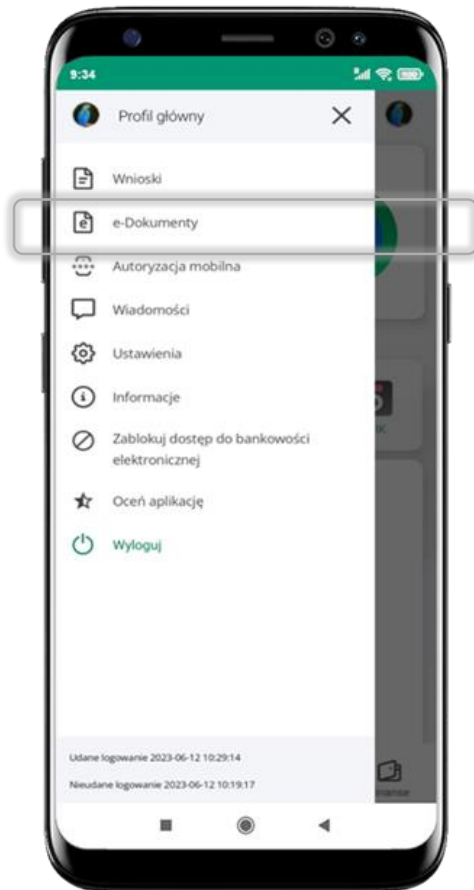 9:34
Profil główny
Wnioski
e-Dokumenty
Autoryzacja mobilna
Wiadomości
Ustawienia
Informacje
Zablokuj dostęp do bankowości
elektronicznej
Oceń aplikację
Wyloguj
Udane logowanie 2023-06-12 10:29:14
Nieudane logowanie 2023-06-12 10:19:17